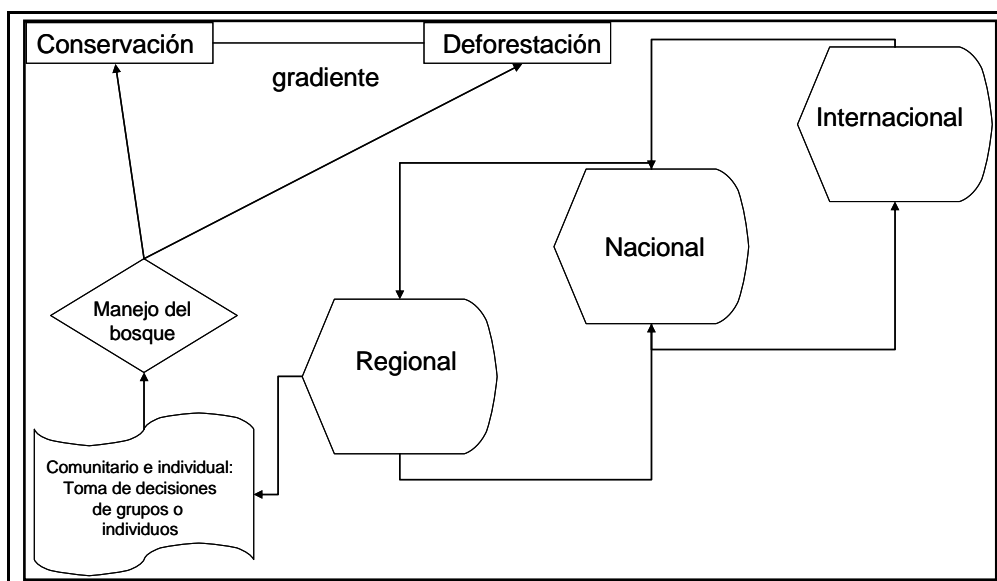 Conservación
Deforestación
gradiente
Internacional
Nacional
Manejo del
bosque
Regional
Comunitario e individual:
Toma de decisiones
de grupos o
individuos